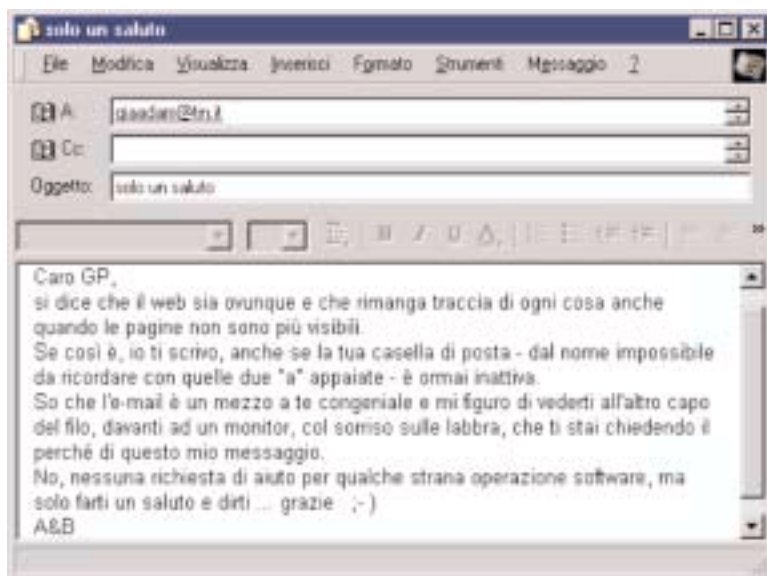 solo un saluto
File Modifica Visualizza Inserisci Formato Strumenti Messaggio ?
A:
Cc:
Oggetto: solo un saluto
Caro GP,
si dice che il web sia ovunque e che rimanga traccia di ogni cosa anche
quando le pagine non sono più visibili.
Se così è, io ti scrivo, anche se la tua casella di posta - dal nome impossibile
da ricordare con quelle due "a" appaiate - è ormai inattiva.
So che l'e-mail è un mezzo a te congeniale e mi figuro di vederti all'altro capo
del filo, davanti ad un monitor, col sorriso sulle labbra, che ti stai chiedendo il
perché di questo mio messaggio.
No, nessuna richiesta di aiuto per qualche strana operazione software, ma
solo farti un saluto e dirti ... grazie ;-)
A&B